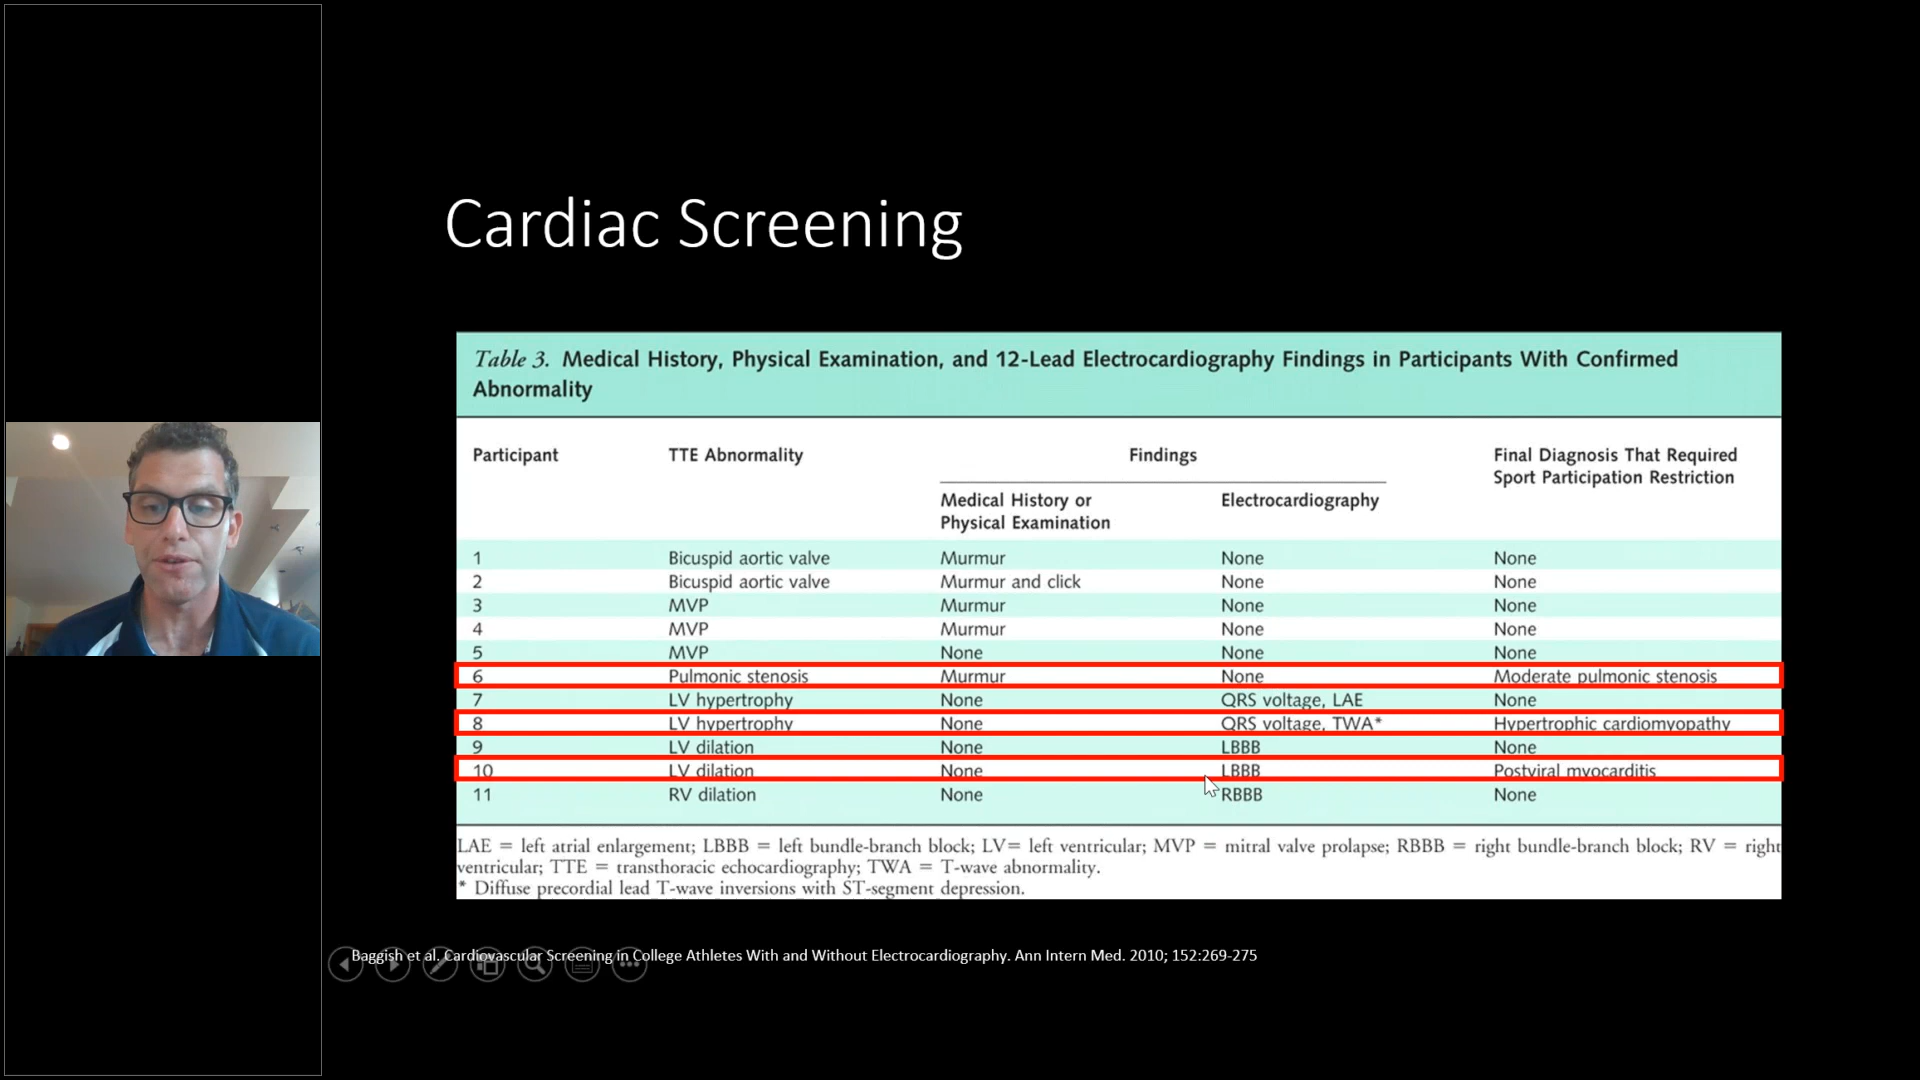 Cardiac Screening
Table 3. Medical History, Physical Examination, and 12-Lead Electrocardiography Findings in Participants With Confirmed
Abnormality
Participant TTE Abnormality Findings Final Diagnosis That Required
Sport Participation Restriction
Medical History or Electrocardiography
Physical Examination
1 Bicuspid aortic valve Murmur None None
2 Bicuspid aortic valve Murmur and click None None
3 MVP Murmur None None
4 MVP Murmur None None
5 MVP None None None
6 Pulmonic stenosis Murmur None Moderate pulmonic stenosis
7 LV hypertrophy None QRS voltage, LAE None
8 LV hypertrophy None QRS voltage, TWA* Hypertrophic cardiomyopathy
9 LV dilation None LBBB None
10 LV dilation None LBBB Postviral myocarditis
11 RV dilation None RBBB None
LAE = left atrial enlargement; LBBB = left bundle-branch block; LV= left ventricular; MVP = mitral valve prolapse; RBBB = right bundle-branch block; RV = right
ventricular; TTE = transthoracic echocardiography; TWA = T-wave abnormality.
* Diffuse precordial lead T-wave inversions with ST-segment depression.
Baggish et al. Cardiovascular Screening in College Athletes With and Without Electrocardiography. Ann Intern Med. 2010; 152:269-275